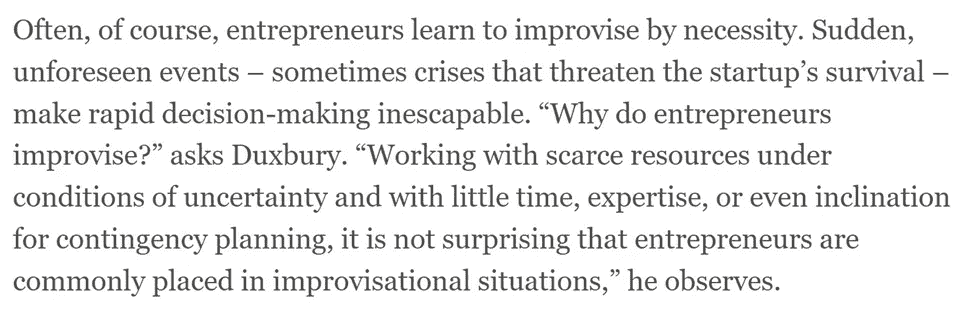 Often, of course, entrepreneurs learn to improvise by necessity. Sudden,
unforeseen events – sometimes crises that threaten the startup’s survival –
make rapid decision-making inescapable. “Why do entrepreneurs
improvise?” asks Duxbury. “Working with scarce resources under
conditions of uncertainty and with little time, expertise, or even inclination
for contingency planning, it is not surprising that entrepreneurs are
commonly placed in improvisational situations,” he observes.